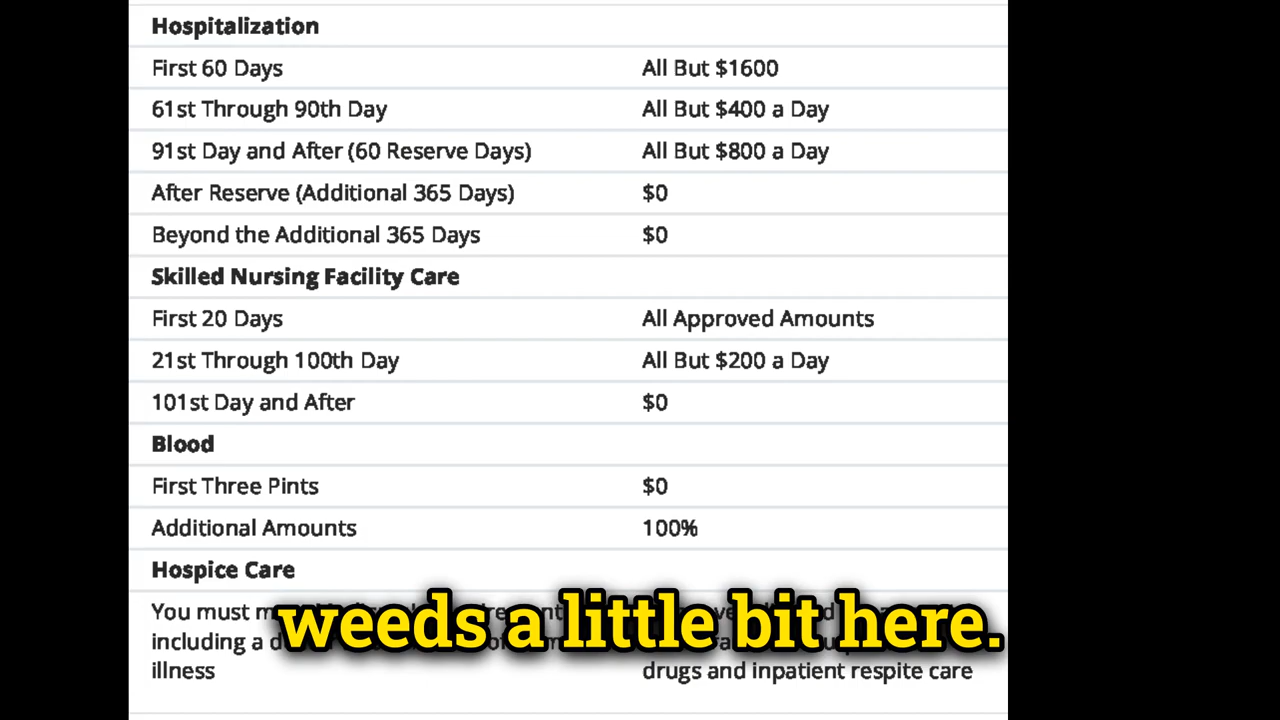 Hospitalization
First 60 Days All But $1600
61st Through 90th Day All But $400 a Day
91st Day and After (60 Reserve Days) All But $800 a Day
After Reserve (Additional 365 Days) $0
Beyond the Additional 365 Days $0
Skilled Nursing Facility Care
First 20 Days All Approved Amounts
21st Through 100th Day All But $200 a Day
101st Day and After $0
Blood
First Three Pints $0
Additional Amounts 100%
Hospice Care
You must
including a
illness drugs and inpatient respite care
weeds a little bit here.